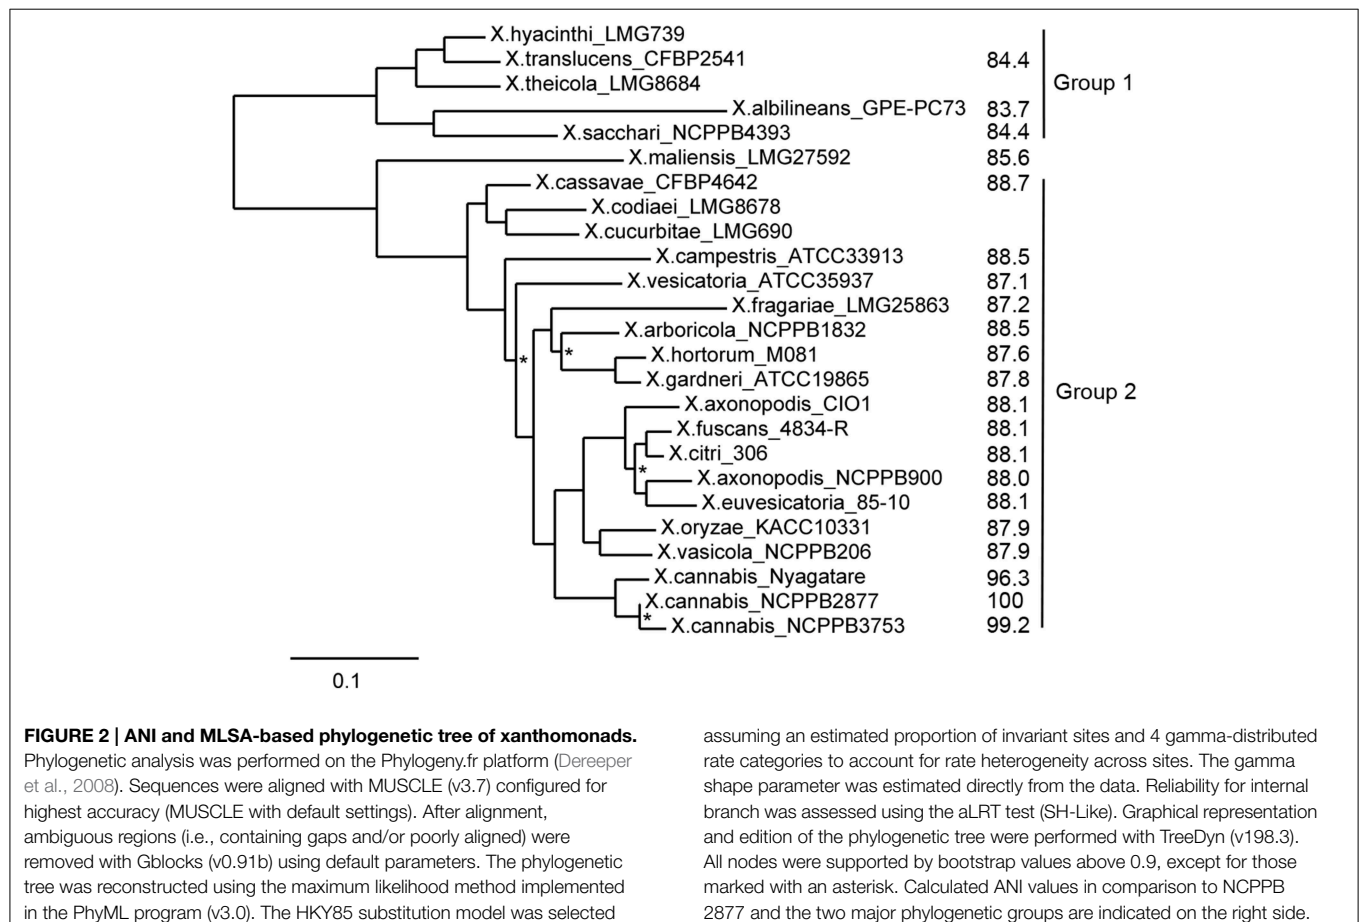 X.hyacinthi_LMG739
X.translucens_CFBP2541 84.4
X.theicola_LMG8684
Group 1
X.albilineans_GPE-PC73 83.7
X.sacchari_NCPPB4393 84.4
X.maliensis_LMG27592 85.6
X.cassavae_CFBP4642 88.7
X.codiaei_LMG8678
X.cucurbitae_LMG690
X.campestris_ATCC33913 88.5
X.vesicatoria_ATCC35937 87.1
X.fragariae_LMG25863 87.2
X.arboricola_NCPPB1832 88.5
*
* X.hortorum_M081 87.6
X.gardneri_ATCC19865 87.8
Group 2
X.axonopodis_CIO1 88.1
X.fuscans_4834-R 88.1
X.citri_306 88.1
*
X.axonopodis_NCPPB900 88.0
X.euvesicatoria_85-10 88.1
X.oryzae_KACC10331 87.9
X.vasicola_NCPPB206 87.9
X.cannabis_Nyagatare 96.3
X.cannabis_NCPPB2877 100
*
X.cannabis_NCPPB3753 99.2
0.1
FIGURE 2 | ANI and MLSA-based phylogenetic tree of xanthomonads.
Phylogenetic analysis was performed on the Phylogeny.fr platform (Dereeper
et al., 2008). Sequences were aligned with MUSCLE (v3.7) configured for
highest accuracy (MUSCLE with default settings). After alignment,
ambiguous regions (i.e., containing gaps and/or poorly aligned) were
removed with Gblocks (v0.91b) using default parameters. The phylogenetic
tree was reconstructed using the maximum likelihood method implemented
in the PhyML program (v3.0). The HKY85 substitution model was selected
assuming an estimated proportion of invariant sites and 4 gamma-distributed
rate categories to account for rate heterogeneity across sites. The gamma
shape parameter was estimated directly from the data. Reliability for internal
branch was assessed using the aLRT test (SH-Like). Graphical representation
and edition of the phylogenetic tree were performed with TreeDyn (v198.3).
All nodes were supported by bootstrap values above 0.9, except for those
marked with an asterisk. Calculated ANI values in comparison to NCPPB
2877 and the two major phylogenetic groups are indicated on the right side.